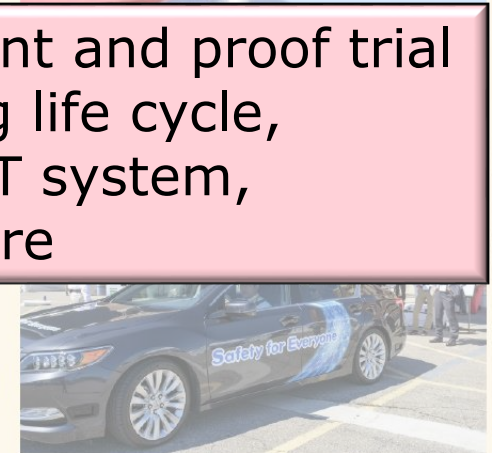 nt and proof trial
g life cycle,
T system,
re
Safety for Everyone